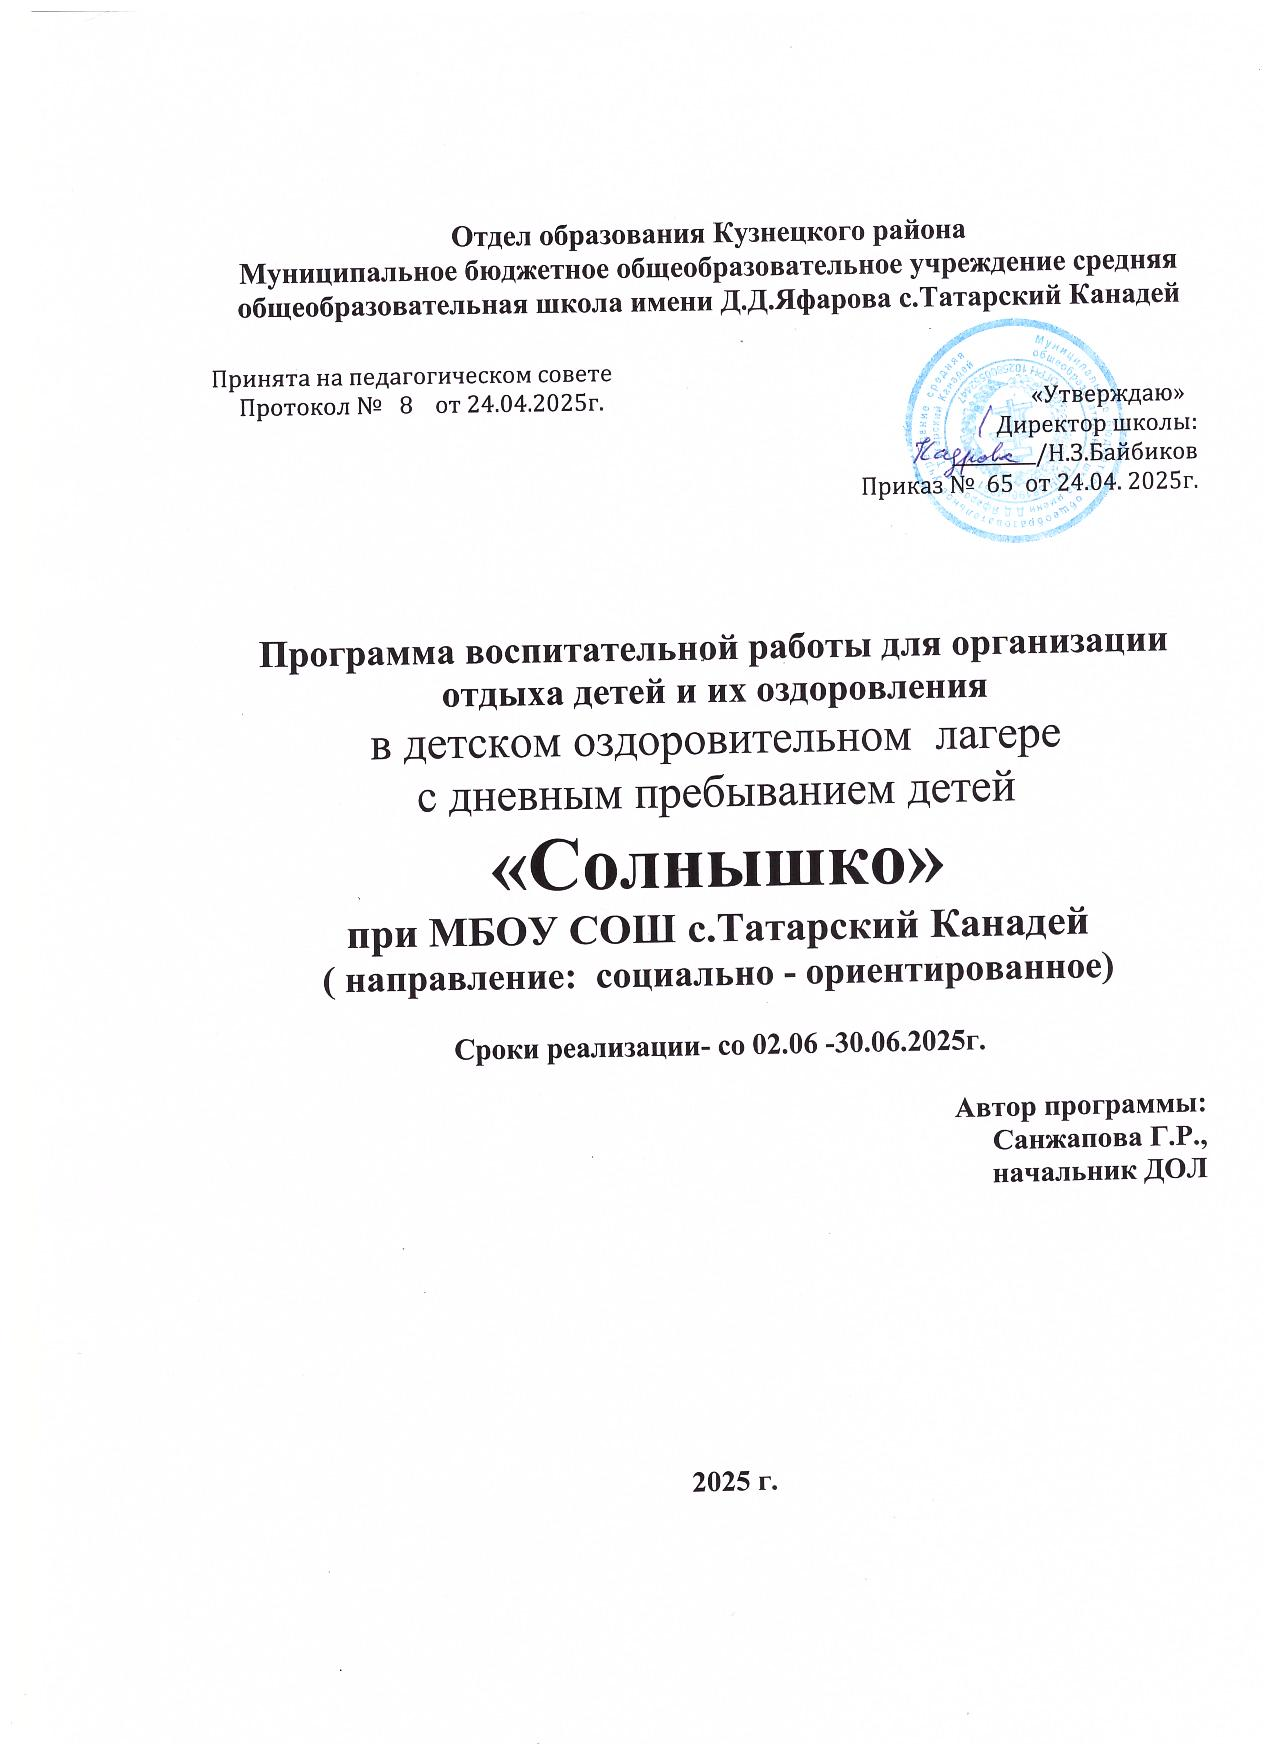 Отдел образования Кузнецкого района
Муниципальное бюджетное общеобразовательное учреждение средняя
общеобразовательная школа имени Д.Д.Яфарова с.Татарский Канадей
Принята на педагогическом совете
Протокол № 8 от 24.04.2025г.
«Утверждаю»
Директор школы:
/Н.З.Байбиков
Приказ № 65 от 24.04. 2025г.
Программа воспитательной работы для организации
отдыха детей и их оздоровления
в детском оздоровительном лагере
с дневным пребыванием детей
«Солнышко»
при МБОУ СОШ с.Татарский Канадей
( направление: социально - ориентированное)
Сроки реализации- со 02.06 -30.06.2025г.
Автор программы:
Санжапова Г.Р.,
начальник ДОЛ
2025 г.